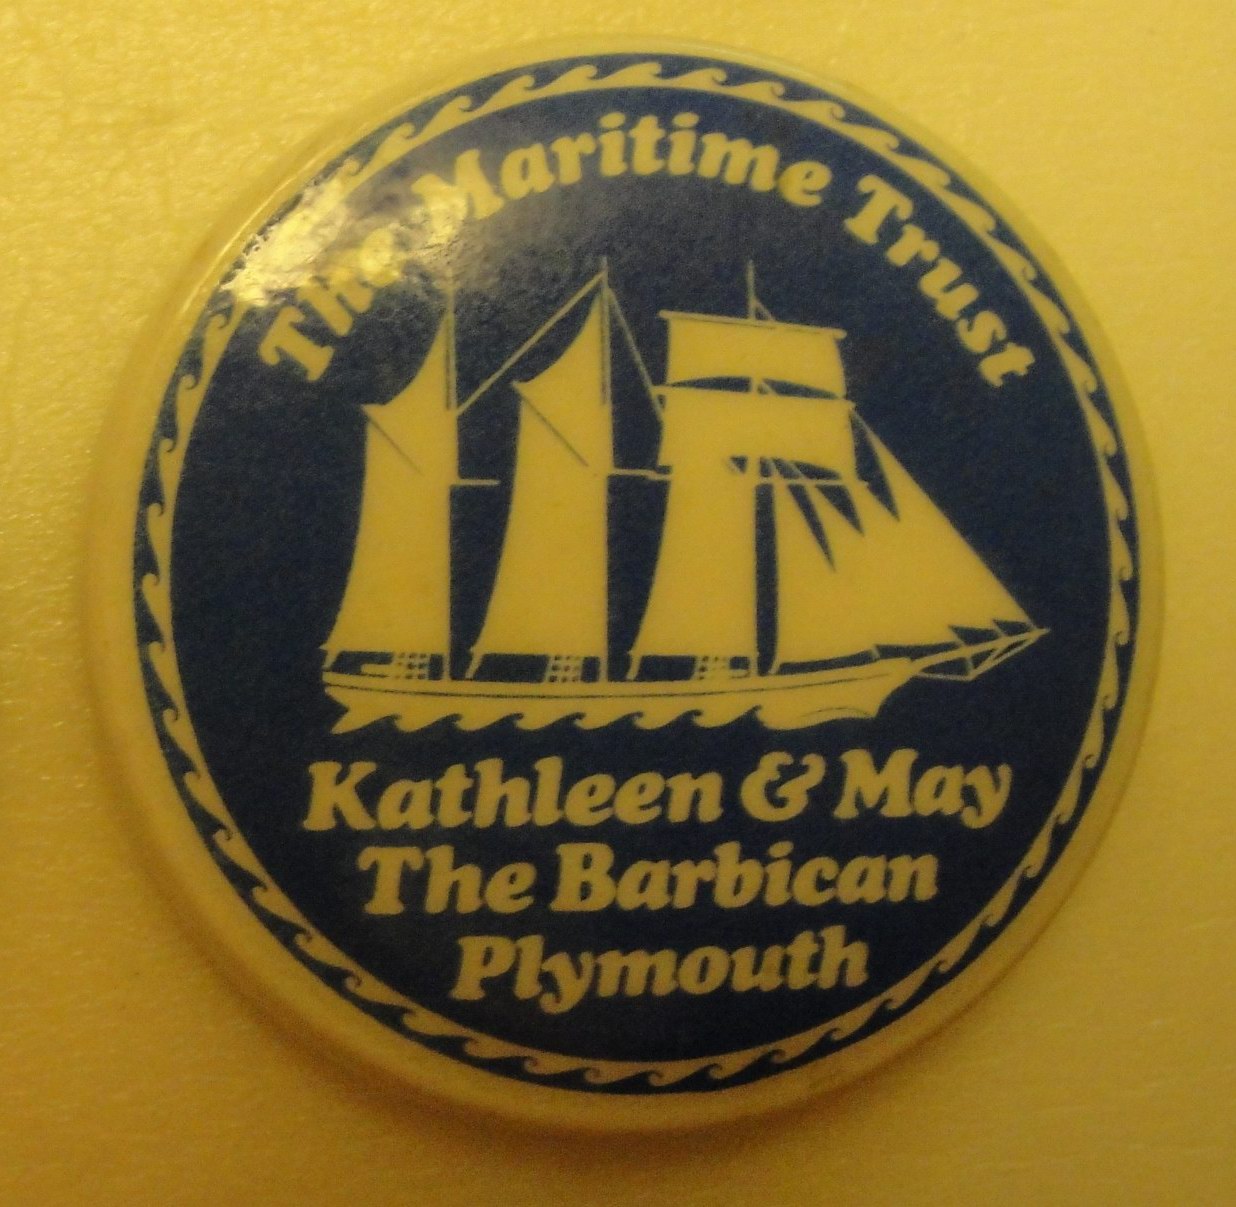 The Maritime Trust
Kathleen & May
The Barbican
Plymouth